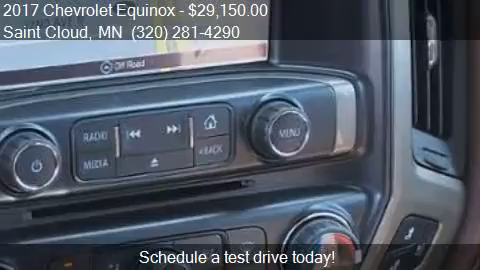 2017 Chevrolet Equinox - $29,150.00
Saint Cloud, MN (320) 281-4290
Off Road
RADIO
MEDIA
BACK
MENU
Schedule a test drive today!